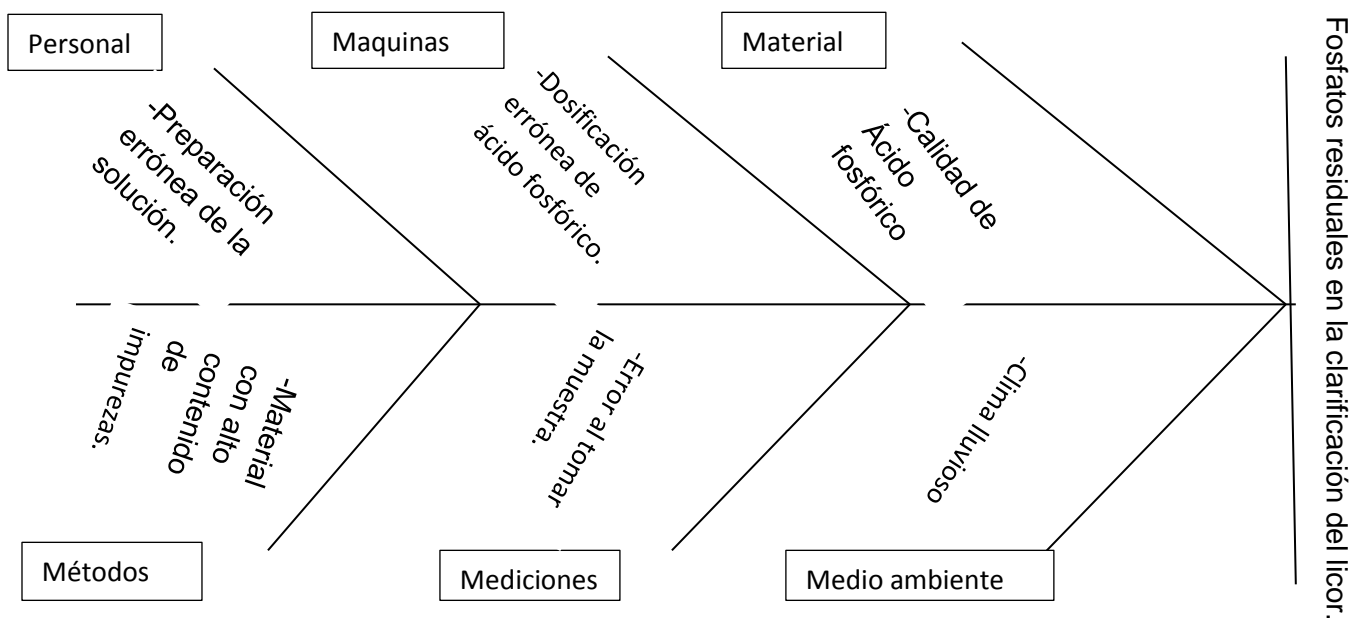 Personal
Maquinas
Material
-Preparación
errónea de la
solución.
-Dosificación
errónea de
ácido fosfórico.
-Calidad de
Ácido
fosfórico
-Material
con alto
contenido
de
impurezas.
-Error al tomar
la muestra.
-Clima lluvioso
Métodos
Mediciones
Medio ambiente
Fosfatos residuales en la clarificación del licor.